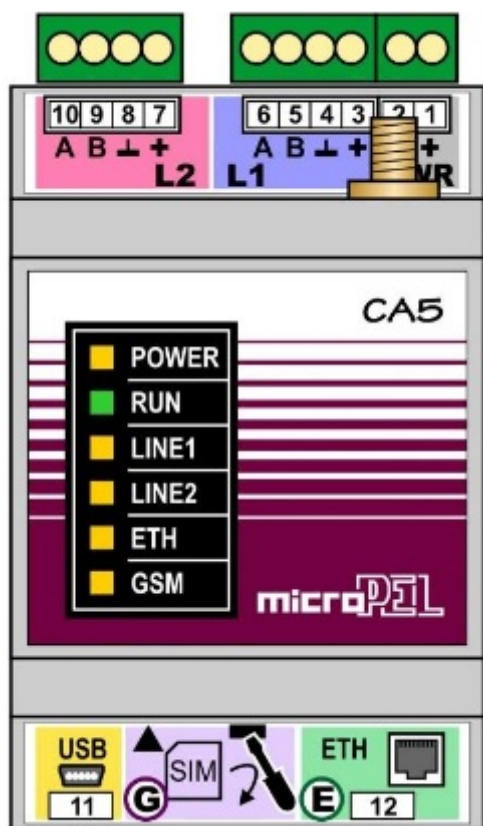 10 9 8 7 6 5 4 3 2 1
A B ⊥ + A B ⊥ + +
L2 L1
CA5
POWER
RUN
LINE1
LINE2
ETH
GSM
microPEL
USB SIM ETH
11 G E 12